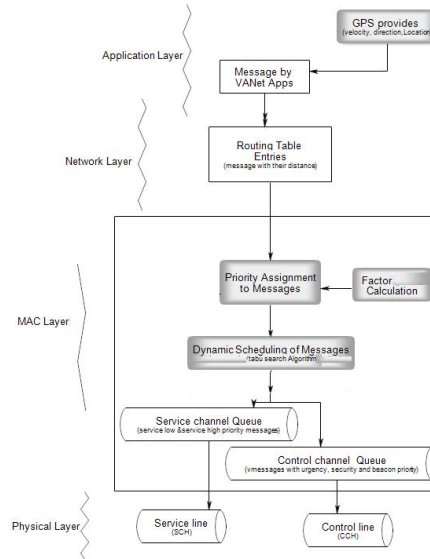 GPS provides
(velocity, direction,Location)
Application Layer
Message by
VANet Apps
Routing Table
Entries
(message with their distance)
Network Layer
Priority Assignment
to Messages
Factor
Calculation
MAC Layer
Dynamic Scheduling of Messages
/tabu search Algorithm
Service channel Queue
(service low &service high priority messages)
Control channel Queue
(vmessages with urgency, security and beacon priority)
Physical Layer
Service line
(SCH)
Control line
(CCH)